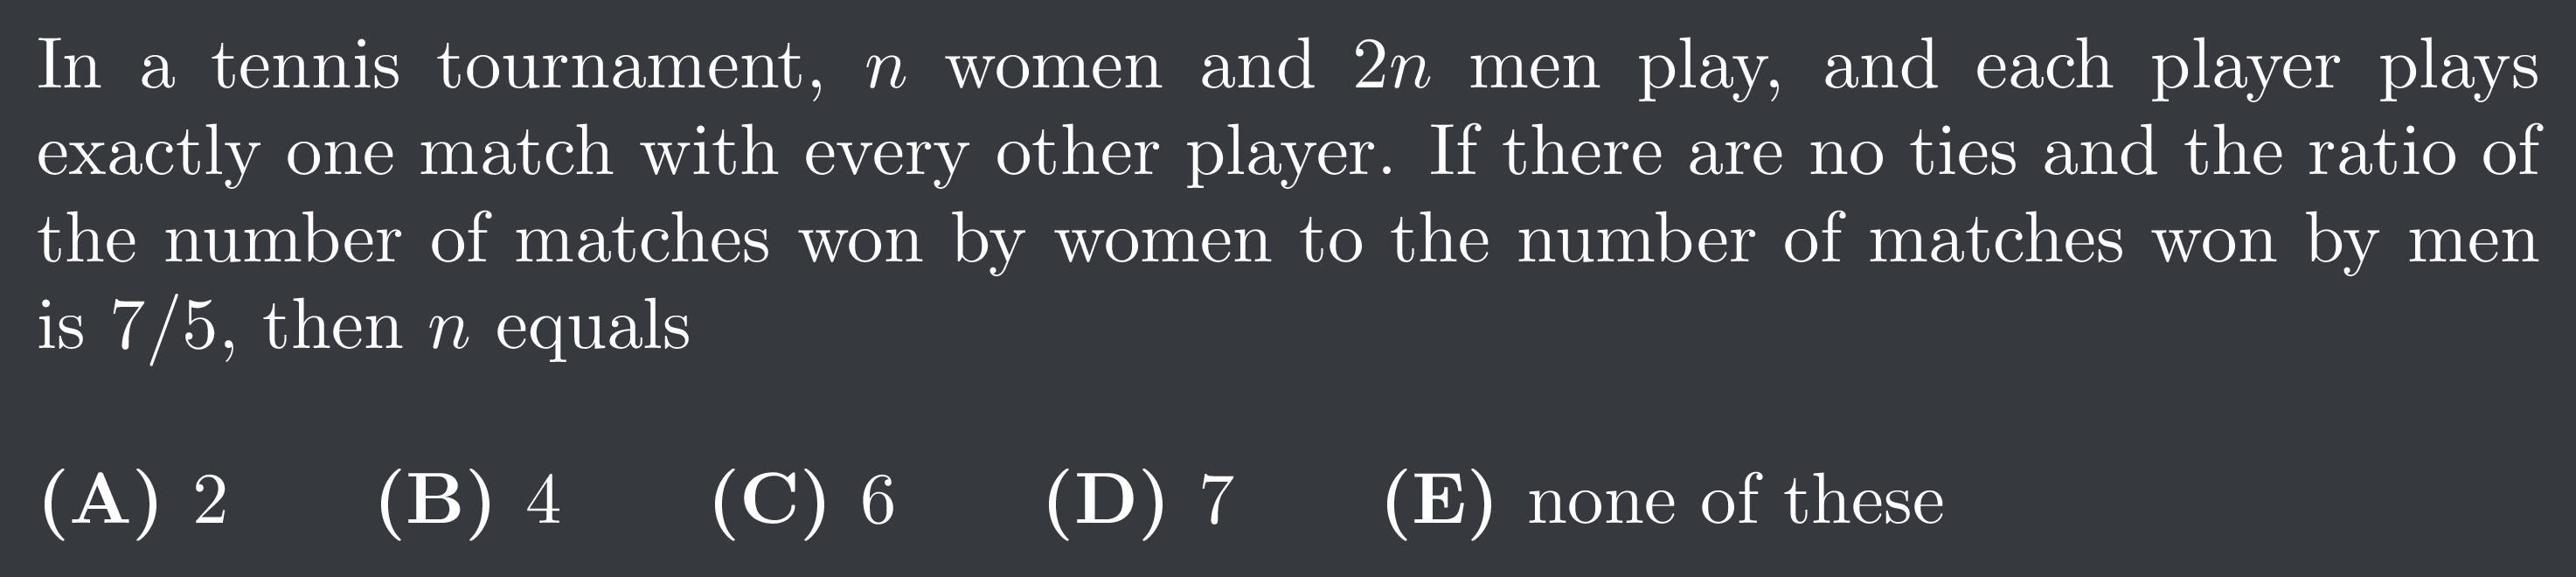 In a tennis tournament, n women and 2n men play, and each player plays
exactly one match with every other player. If there are no ties and the ratio of
the number of matches won by women to the number of matches won by men
is 7/5, then n equals
(A) 2 (B) 4 (C) 6 (D) 7 (E) none of these